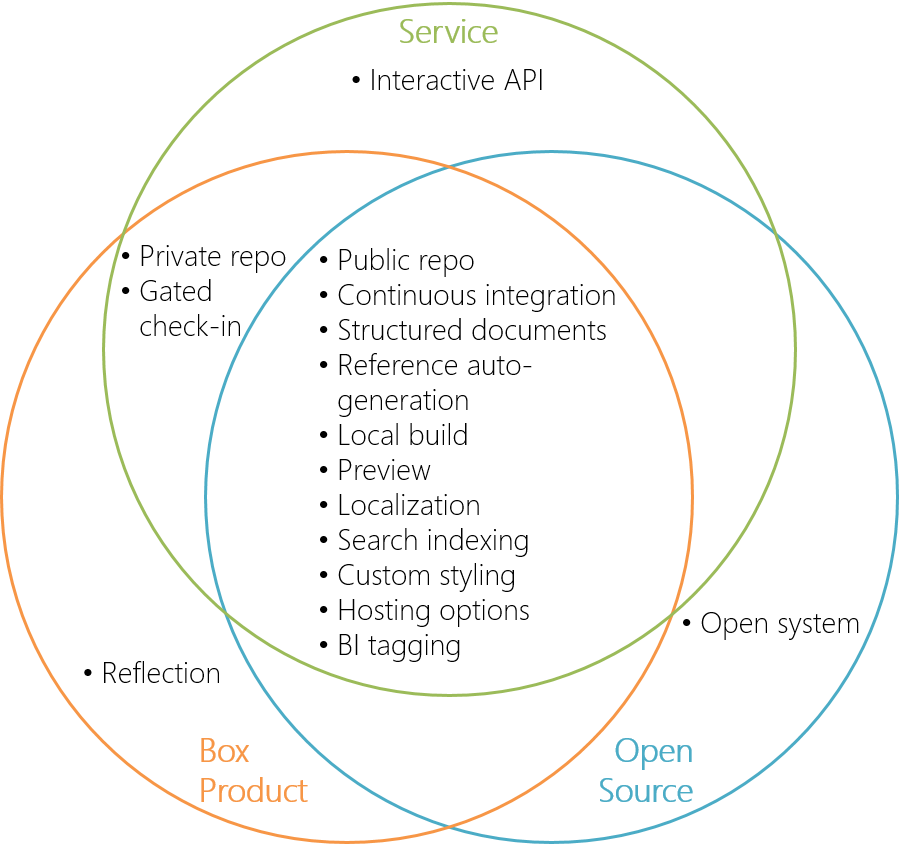 Service
• Interactive API
• Private repo
• Gated
check-in
• Public repo
• Continuous integration
• Structured documents
• Reference auto-
generation
• Local build
• Preview
• Localization
• Search indexing
• Custom styling
• Hosting options
• BI tagging
• Open system
• Reflection
Box
Product
Open
Source